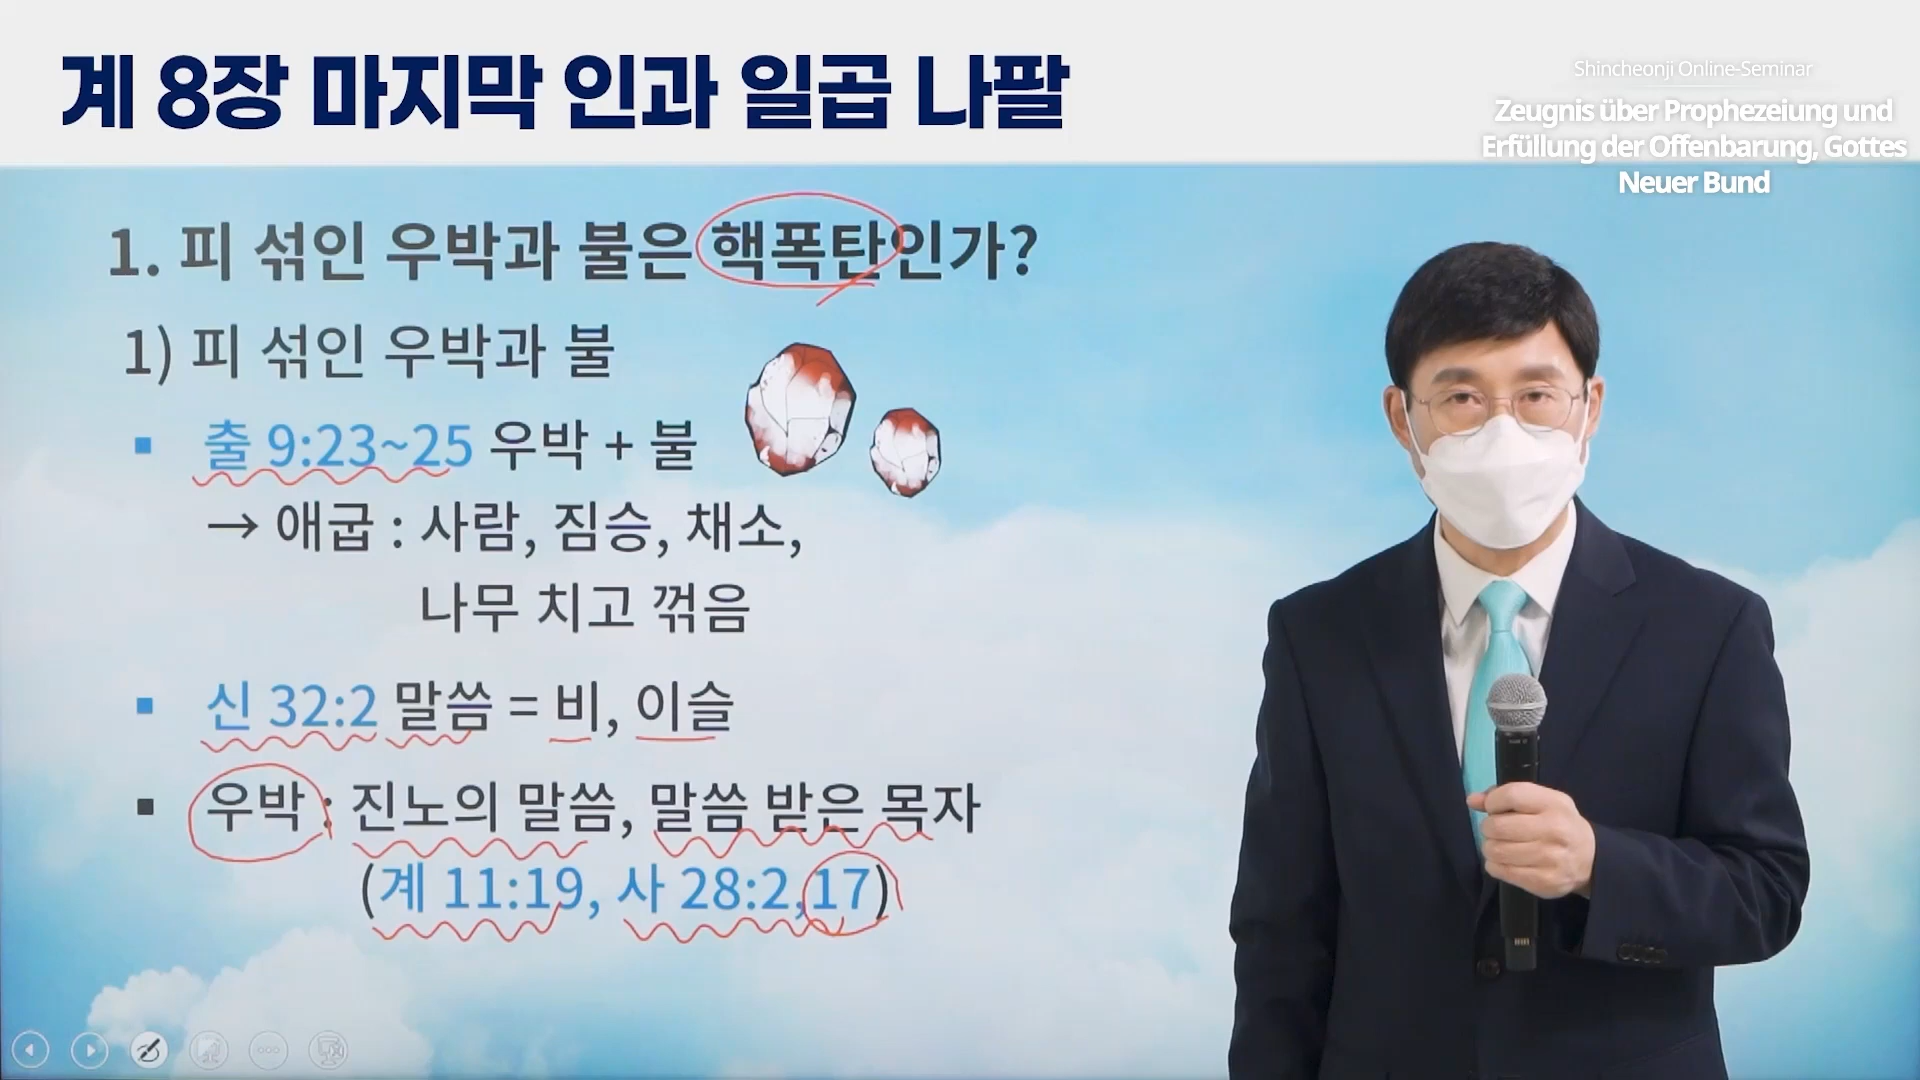 계 8장 마지막 인과 일곱 나팔
Shincheonji Online-Seminar
Zeugnis über Prophezeiung und
Erfüllung der Offenbarung, Gottes
Neuer Bund
1. 피 섞인 우박과 불은 핵폭탄인가?
1) 피 섞인 우박과 불
▪ 출 9:23~25 우박 + 불
→ 애굽 : 사람, 짐승, 채소,
나무 치고 꺾음
▪ 신 32:2 말씀 = 비, 이슬
▪ 우박 : 진노의 말씀, 말씀 받은 목자
(계 11:19, 사 28:2,17)